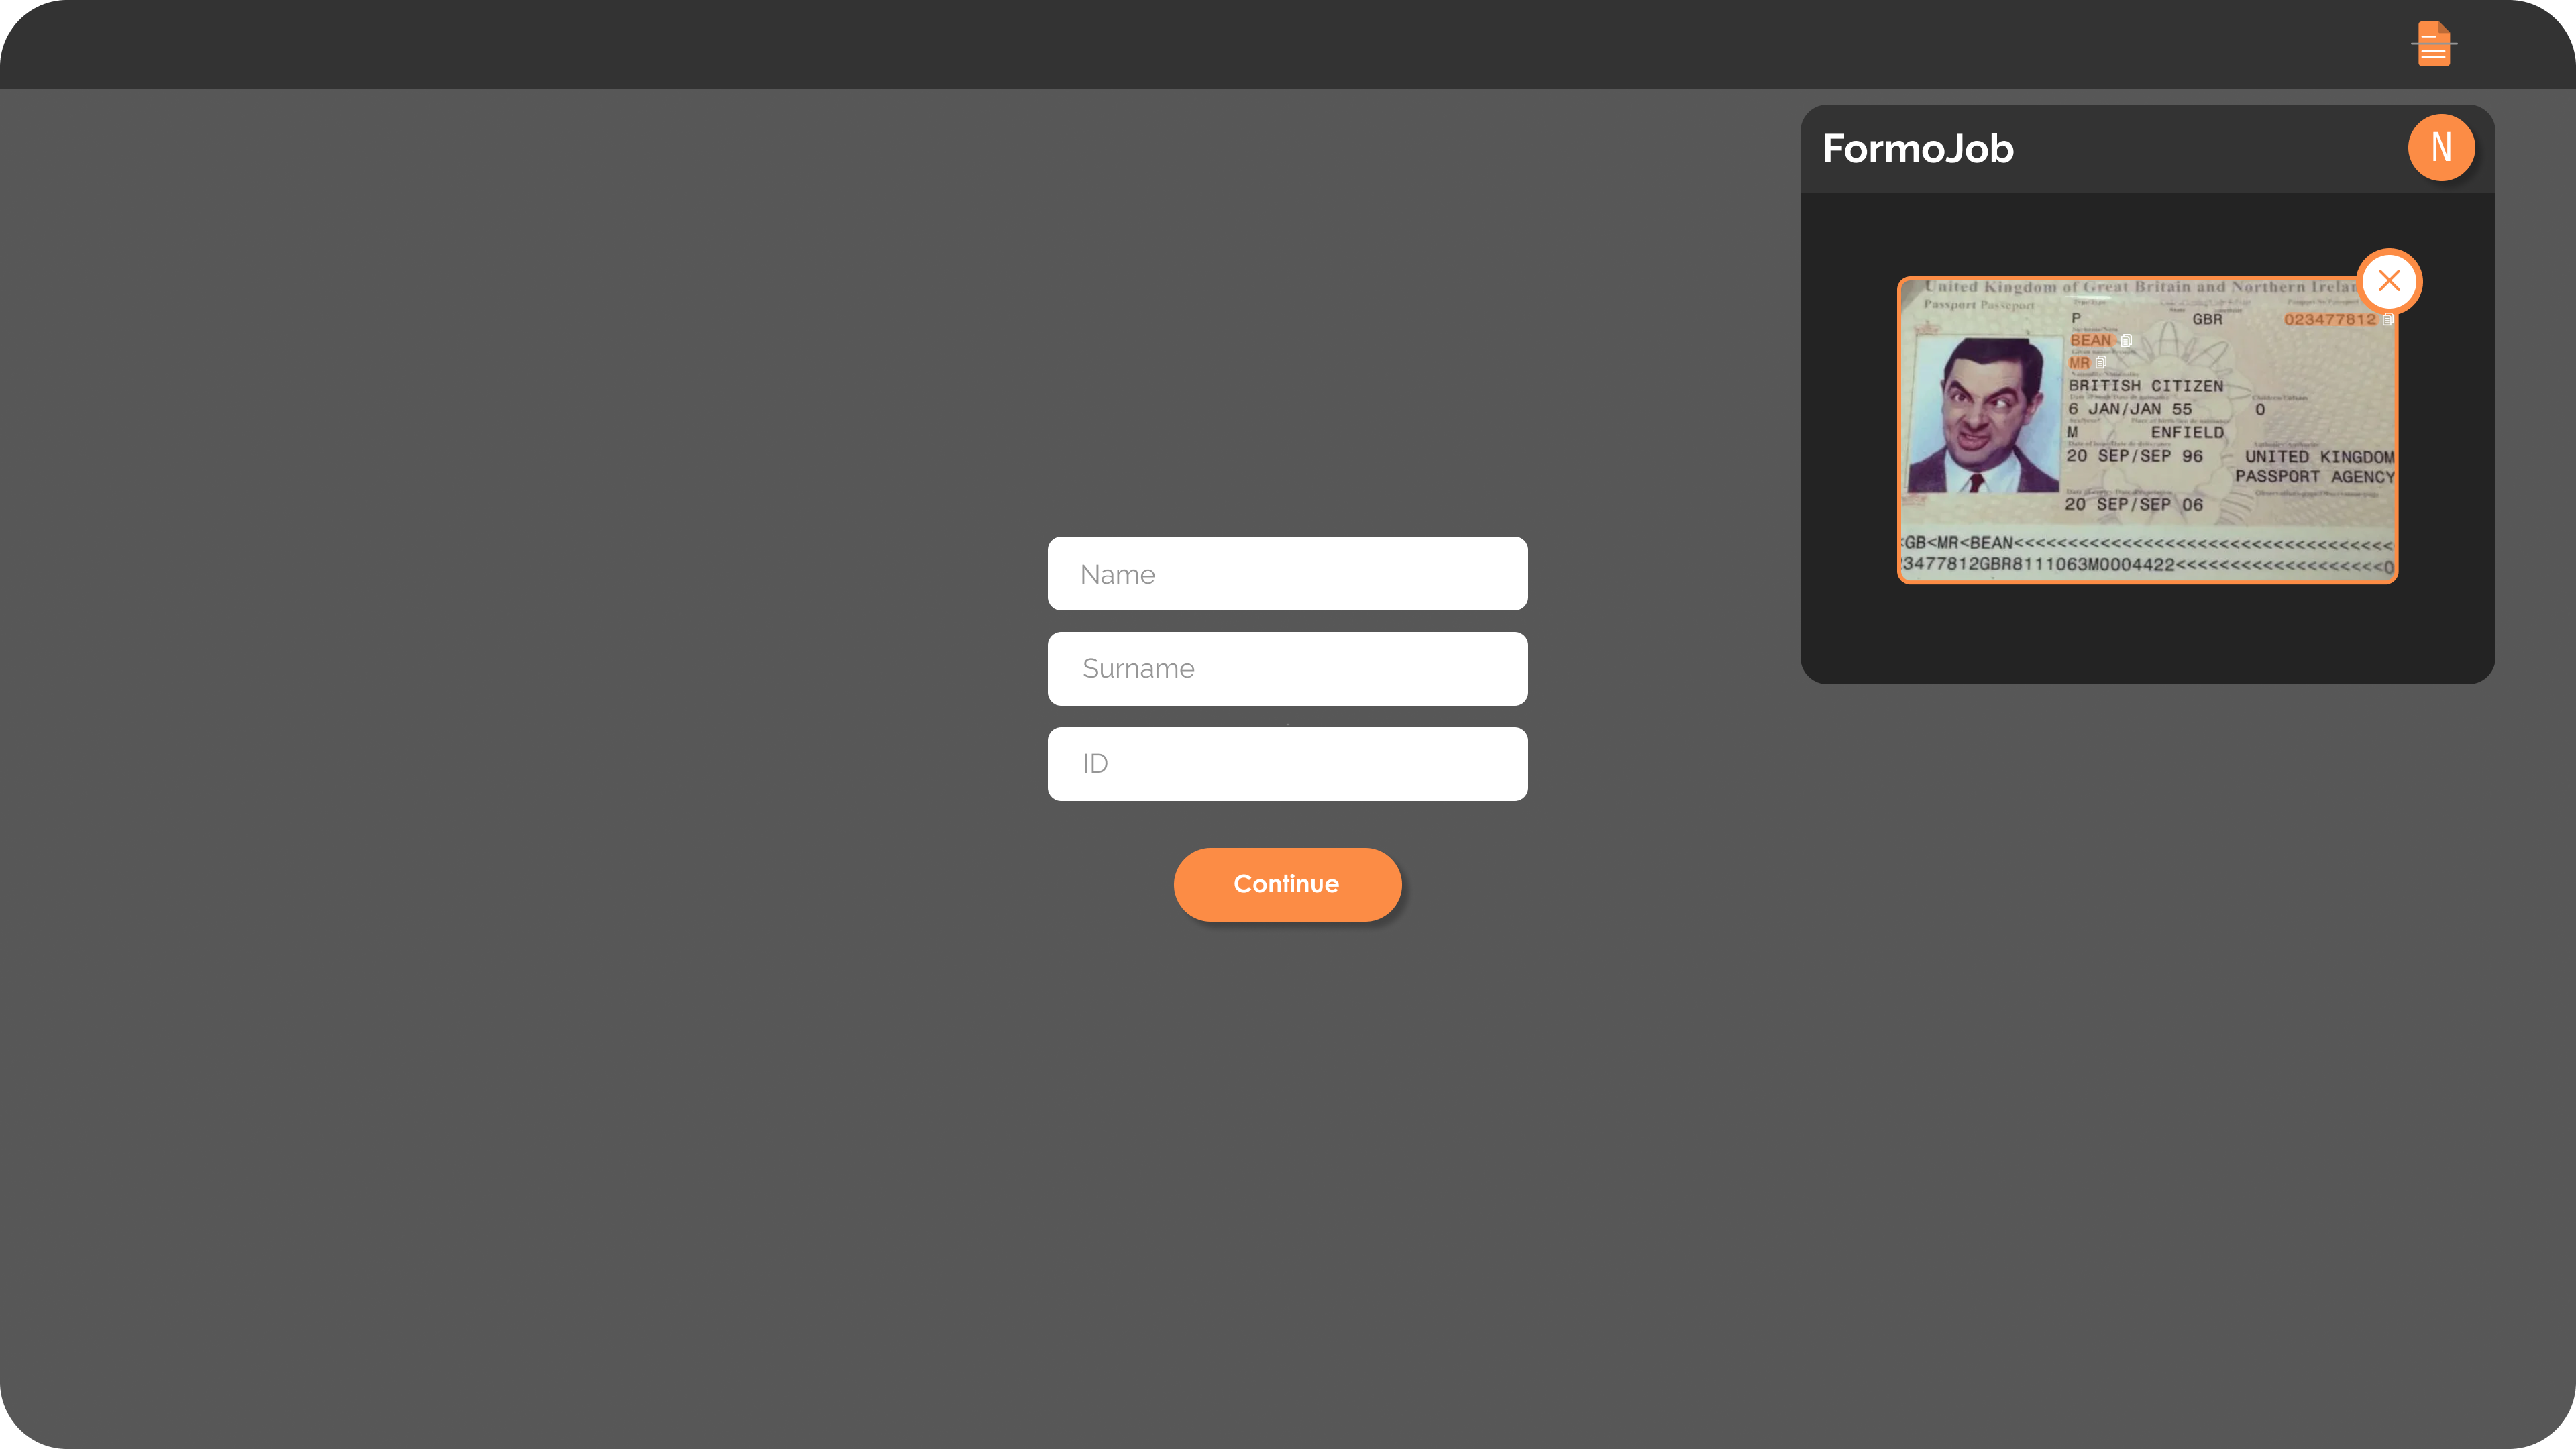 FormoJob
N
United Kingdom of Great Britain and Northern
Passport Passeport
P GBR 023477812
BEAN
MR
BRITISH CITIZEN
6 JAN/JAN 55 0
M ENFIELD
20 SEP/SEP 96 UNITED KINGDOM
PASSPORT AGENCY
20 SEP/SEP 06
<GB<MR<BEAN<<<<<<<<<<<<<<<<<<<<<<<<<<<<<<<<<<<
23477812GBR8111063M0004422<<<<<<<<<<<<<<<<<<<0
Name
Surname
ID
Continue